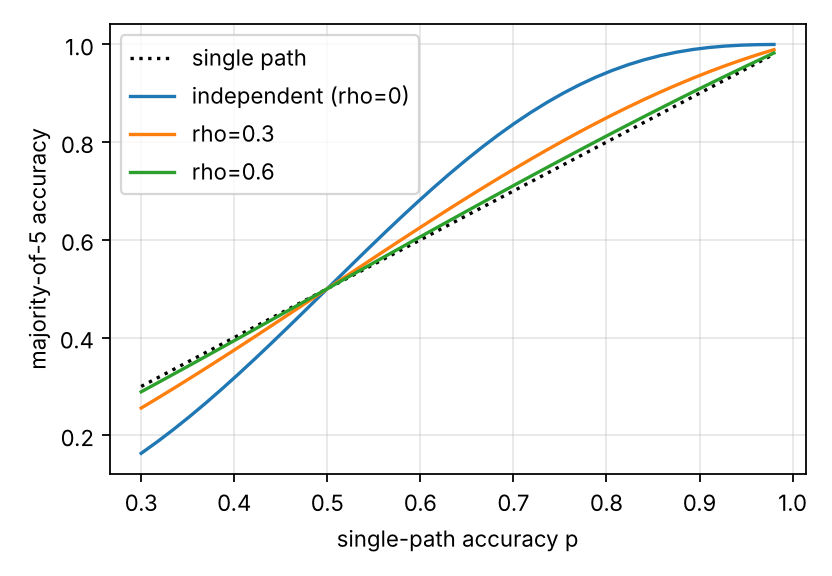 1.0
0.8
0.6
0.4
0.2
majority-of-5 accuracy
single path
independent (rho=0)
rho=0.3
rho=0.6
0.3 0.4 0.5 0.6 0.7 0.8 0.9 1.0
single-path accuracy p